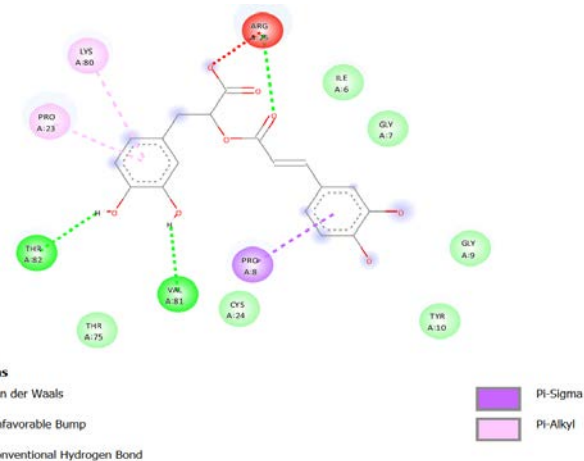 ARG
LYS
A:80
ILE
A:6
PRO
A:23
GLY
A:7
O
O
O
O
O
H
O
O
H
O
O
THR
A:82
PRO
A:8
GLY
A:9
VAL
A:81
CYS
A:24
TYR
A:10
THR
A:75
ns
n der Waals
Pi-Sigma
nfavorable Bump
Pi-Alkyl
onventional Hydrogen Bond